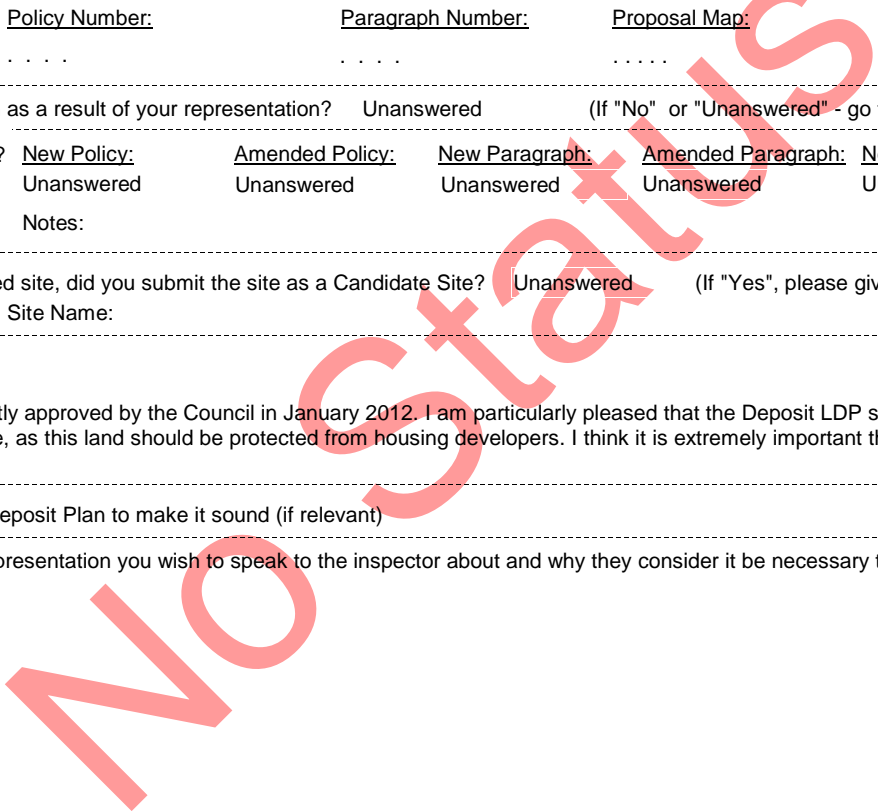 Policy Number: Paragraph Number: Proposal Map:
. . . . . . . . . . . . .
as a result of your representation? Unanswered (If "No" or "Unanswered" - go
? New Policy: Amended Policy: New Paragraph: Amended Paragraph:
Unanswered Unanswered Unanswered Unanswered
Notes:
ed site, did you submit the site as a Candidate Site? Unanswered (If "Yes", please giv
Site Name:
tly approved by the Council in January 2012. I am particularly pleased that the Deposit LDP s
e, as this land should be protected from housing developers. I think it is extremely important th
eposit Plan to make it sound (if relevant)
presentation you wish to speak to the inspector about and why they consider it be necessary t
No Status